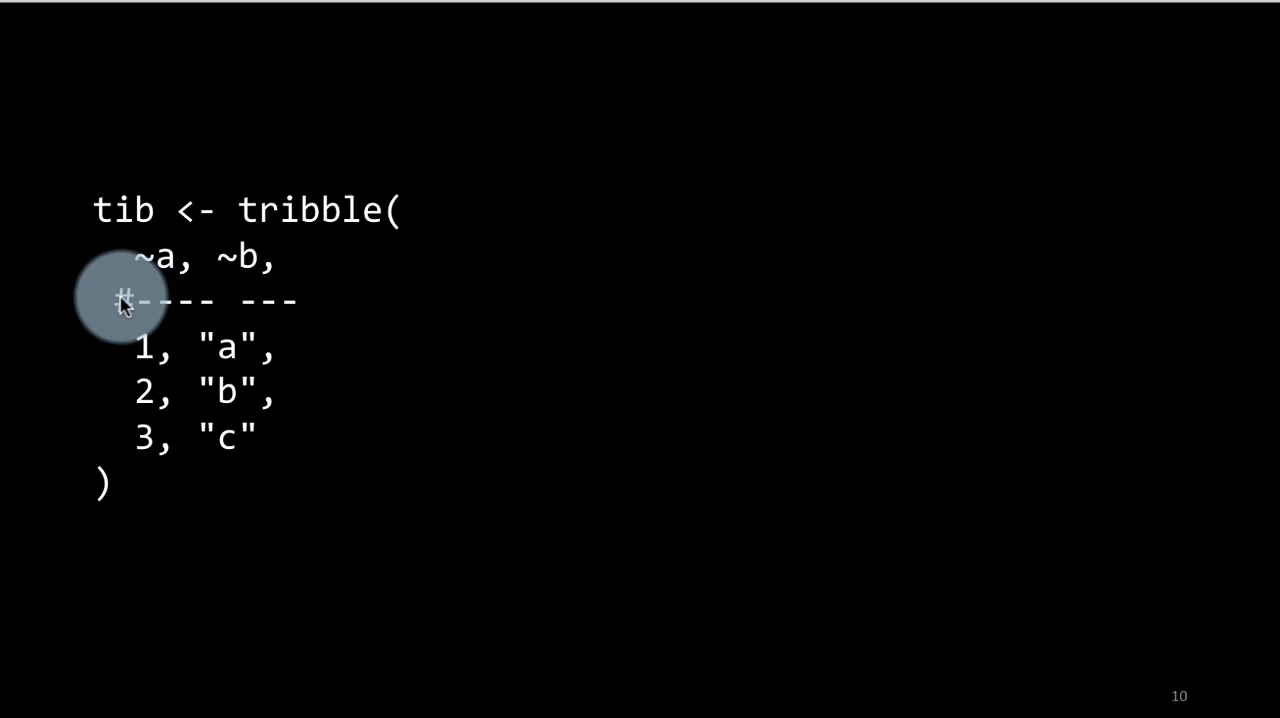 tib <- tribble(
~a, ~b,
#---- ---
1, "a",
2, "b",
3, "c"
)
10